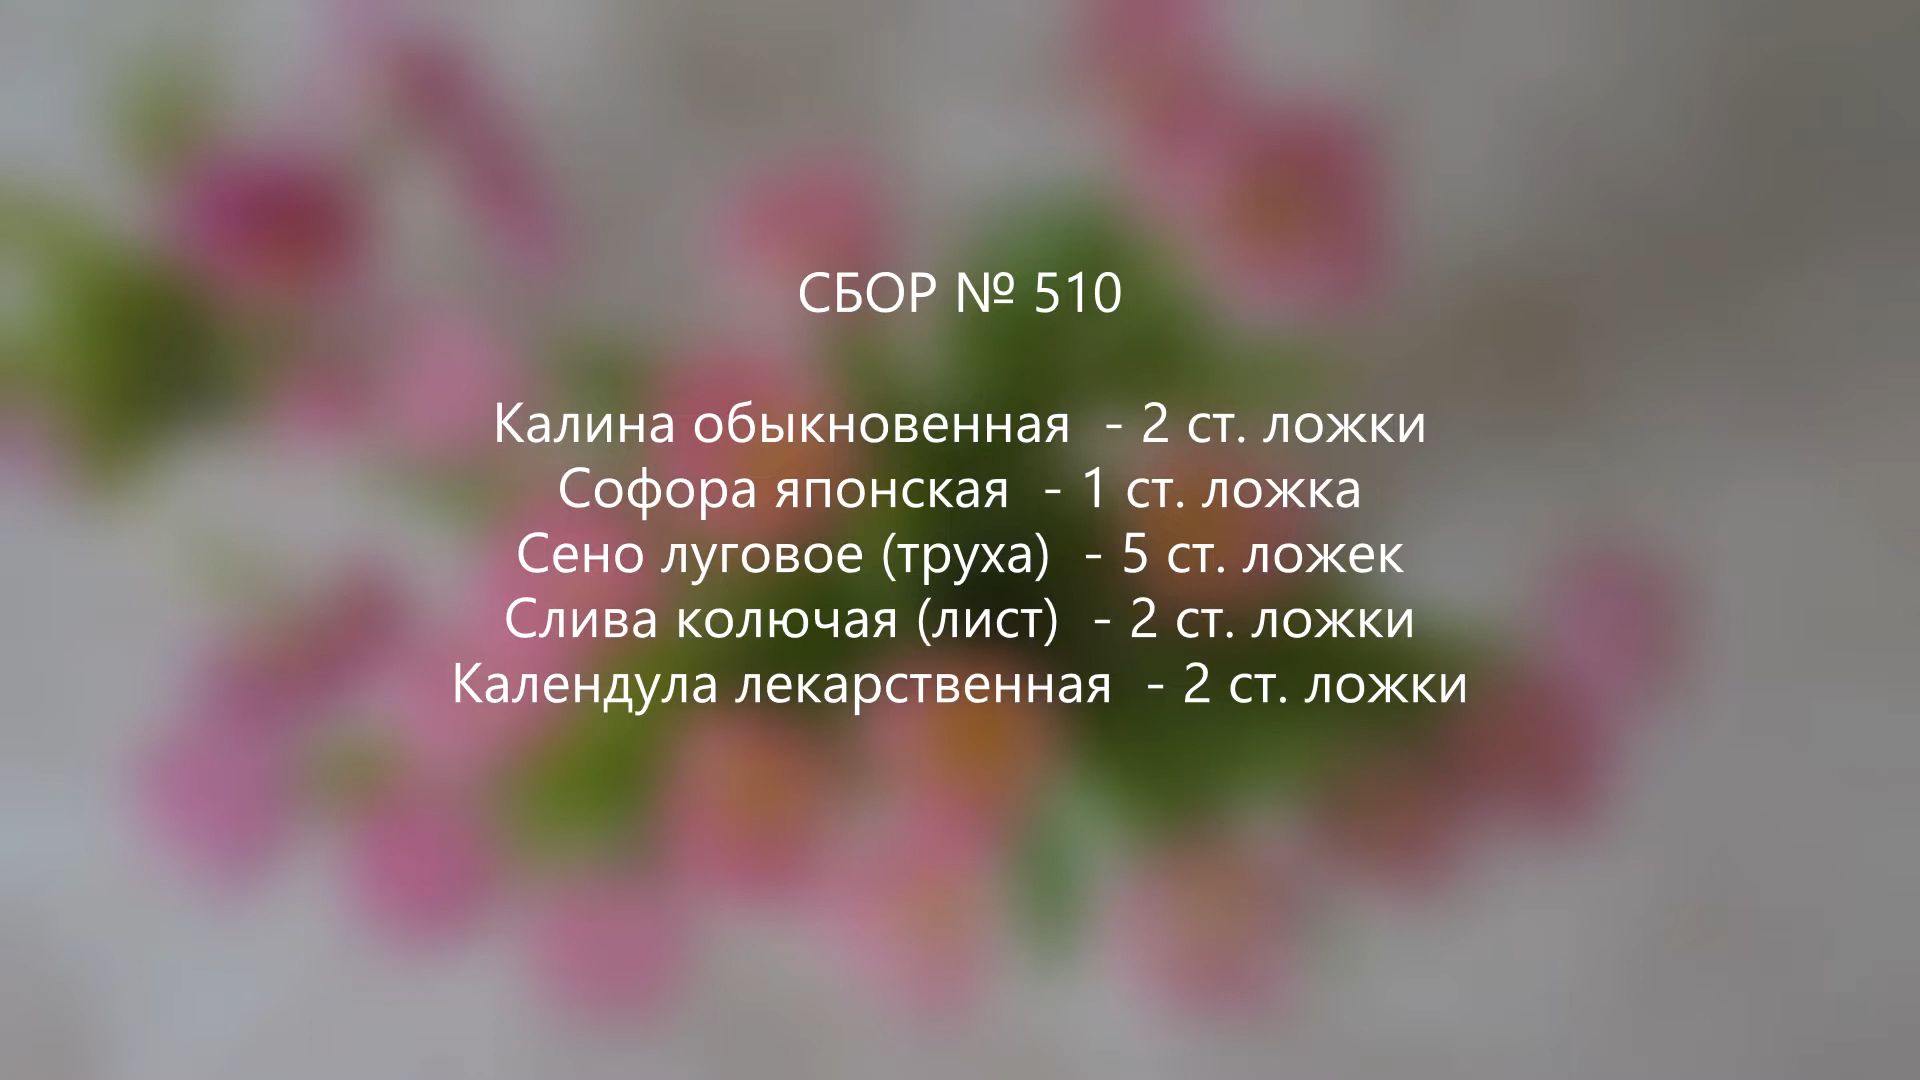 СБОР № 510
Калина обыкновенная - 2 ст. ложки
Софора японская - 1 ст. ложка
Сено луговое (труха) - 5 ст. ложек
Слива колючая (лист) - 2 ст. ложки
Календула лекарственная - 2 ст. ложки